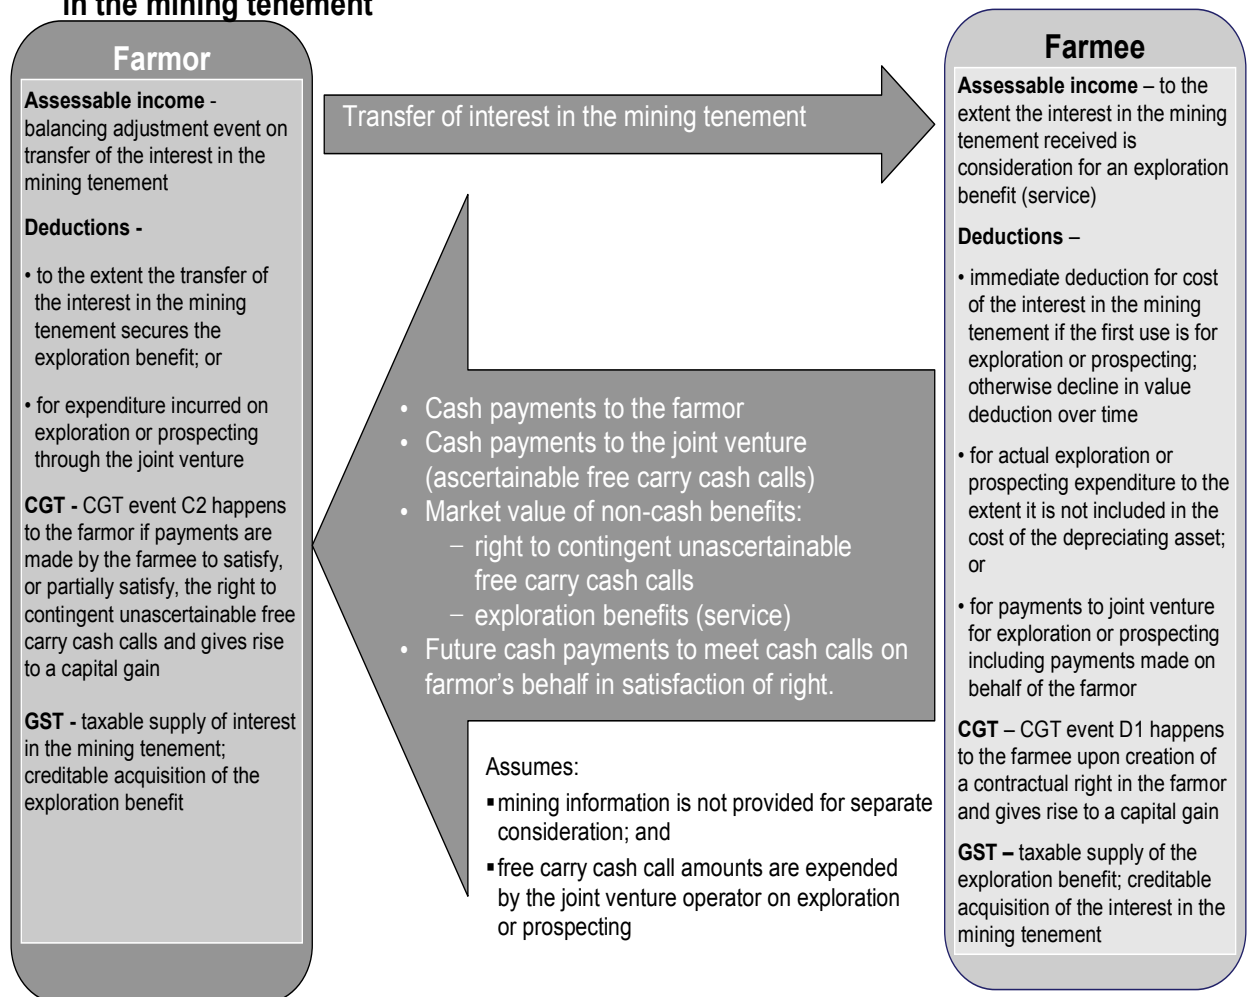 in the mining tenement
Farmor
Assessable income -
balancing adjustment event on
transfer of the interest in the
mining tenement
Deductions -
• to the extent the transfer of
the interest in the mining
tenement secures the
exploration benefit; or
• for expenditure incurred on
exploration or prospecting
through the joint venture
CGT - CGT event C2 happens
to the farmor if payments are
made by the farmee to satisfy,
or partially satisfy, the right to
contingent unascertainable free
carry cash calls and gives rise
to a capital gain
GST - taxable supply of interest
in the mining tenement;
creditable acquisition of the
exploration benefit
Transfer of interest in the mining tenement
• Cash payments to the farmor
• Cash payments to the joint venture
(ascertainable free carry cash calls)
• Market value of non-cash benefits:
– right to contingent unascertainable
free carry cash calls
– exploration benefits (service)
• Future cash payments to meet cash calls on
farmor's behalf in satisfaction of right.
Assumes:
▪ mining information is not provided for separate
consideration; and
▪ free carry cash call amounts are expended
by the joint venture operator on exploration
or prospecting
Farmee
Assessable income – to the
extent the interest in the mining
tenement received is
consideration for an exploration
benefit (service)
Deductions –
• immediate deduction for cost
of the interest in the mining
tenement if the first use is for
exploration or prospecting;
otherwise decline in value
deduction over time
• for actual exploration or
prospecting expenditure to the
extent it is not included in the
cost of the depreciating asset;
or
• for payments to joint venture
for exploration or prospecting
including payments made on
behalf of the farmor
CGT – CGT event D1 happens
to the farmee upon creation of
a contractual right in the farmor
and gives rise to a capital gain
GST – taxable supply of the
exploration benefit; creditable
acquisition of the interest in the
mining tenement